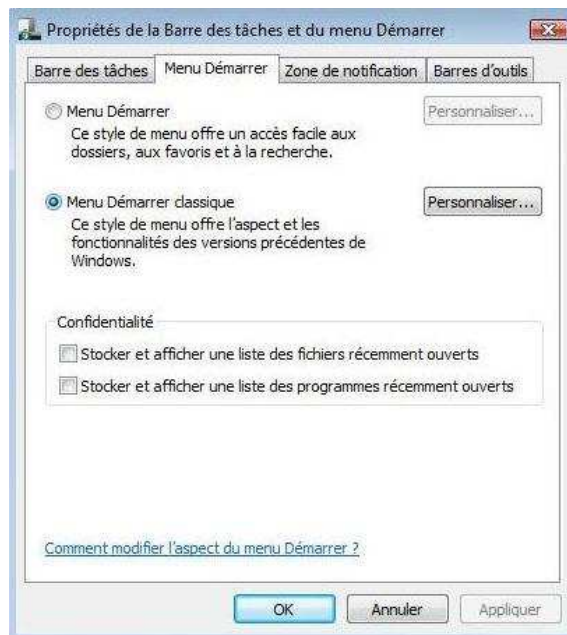 Propriétés de la Barre des tâches et du menu Démarrer
Barre des tâches Menu Démarrer Zone de notification Barres d'outils
Menu Démarrer Personnaliser...
Ce style de menu offre un accès facile aux
dossiers, aux favoris et à la recherche.
Menu Démarrer classique Personnaliser...
Ce style de menu offre l'aspect et les
fonctionnalités des versions précédentes de
Windows.
Confidentialité
Stocker et afficher une liste des fichiers récemment ouverts
Stocker et afficher une liste des programmes récemment ouverts
Comment modifier l'aspect du menu Démarrer ?
OK Annuler Appliquer